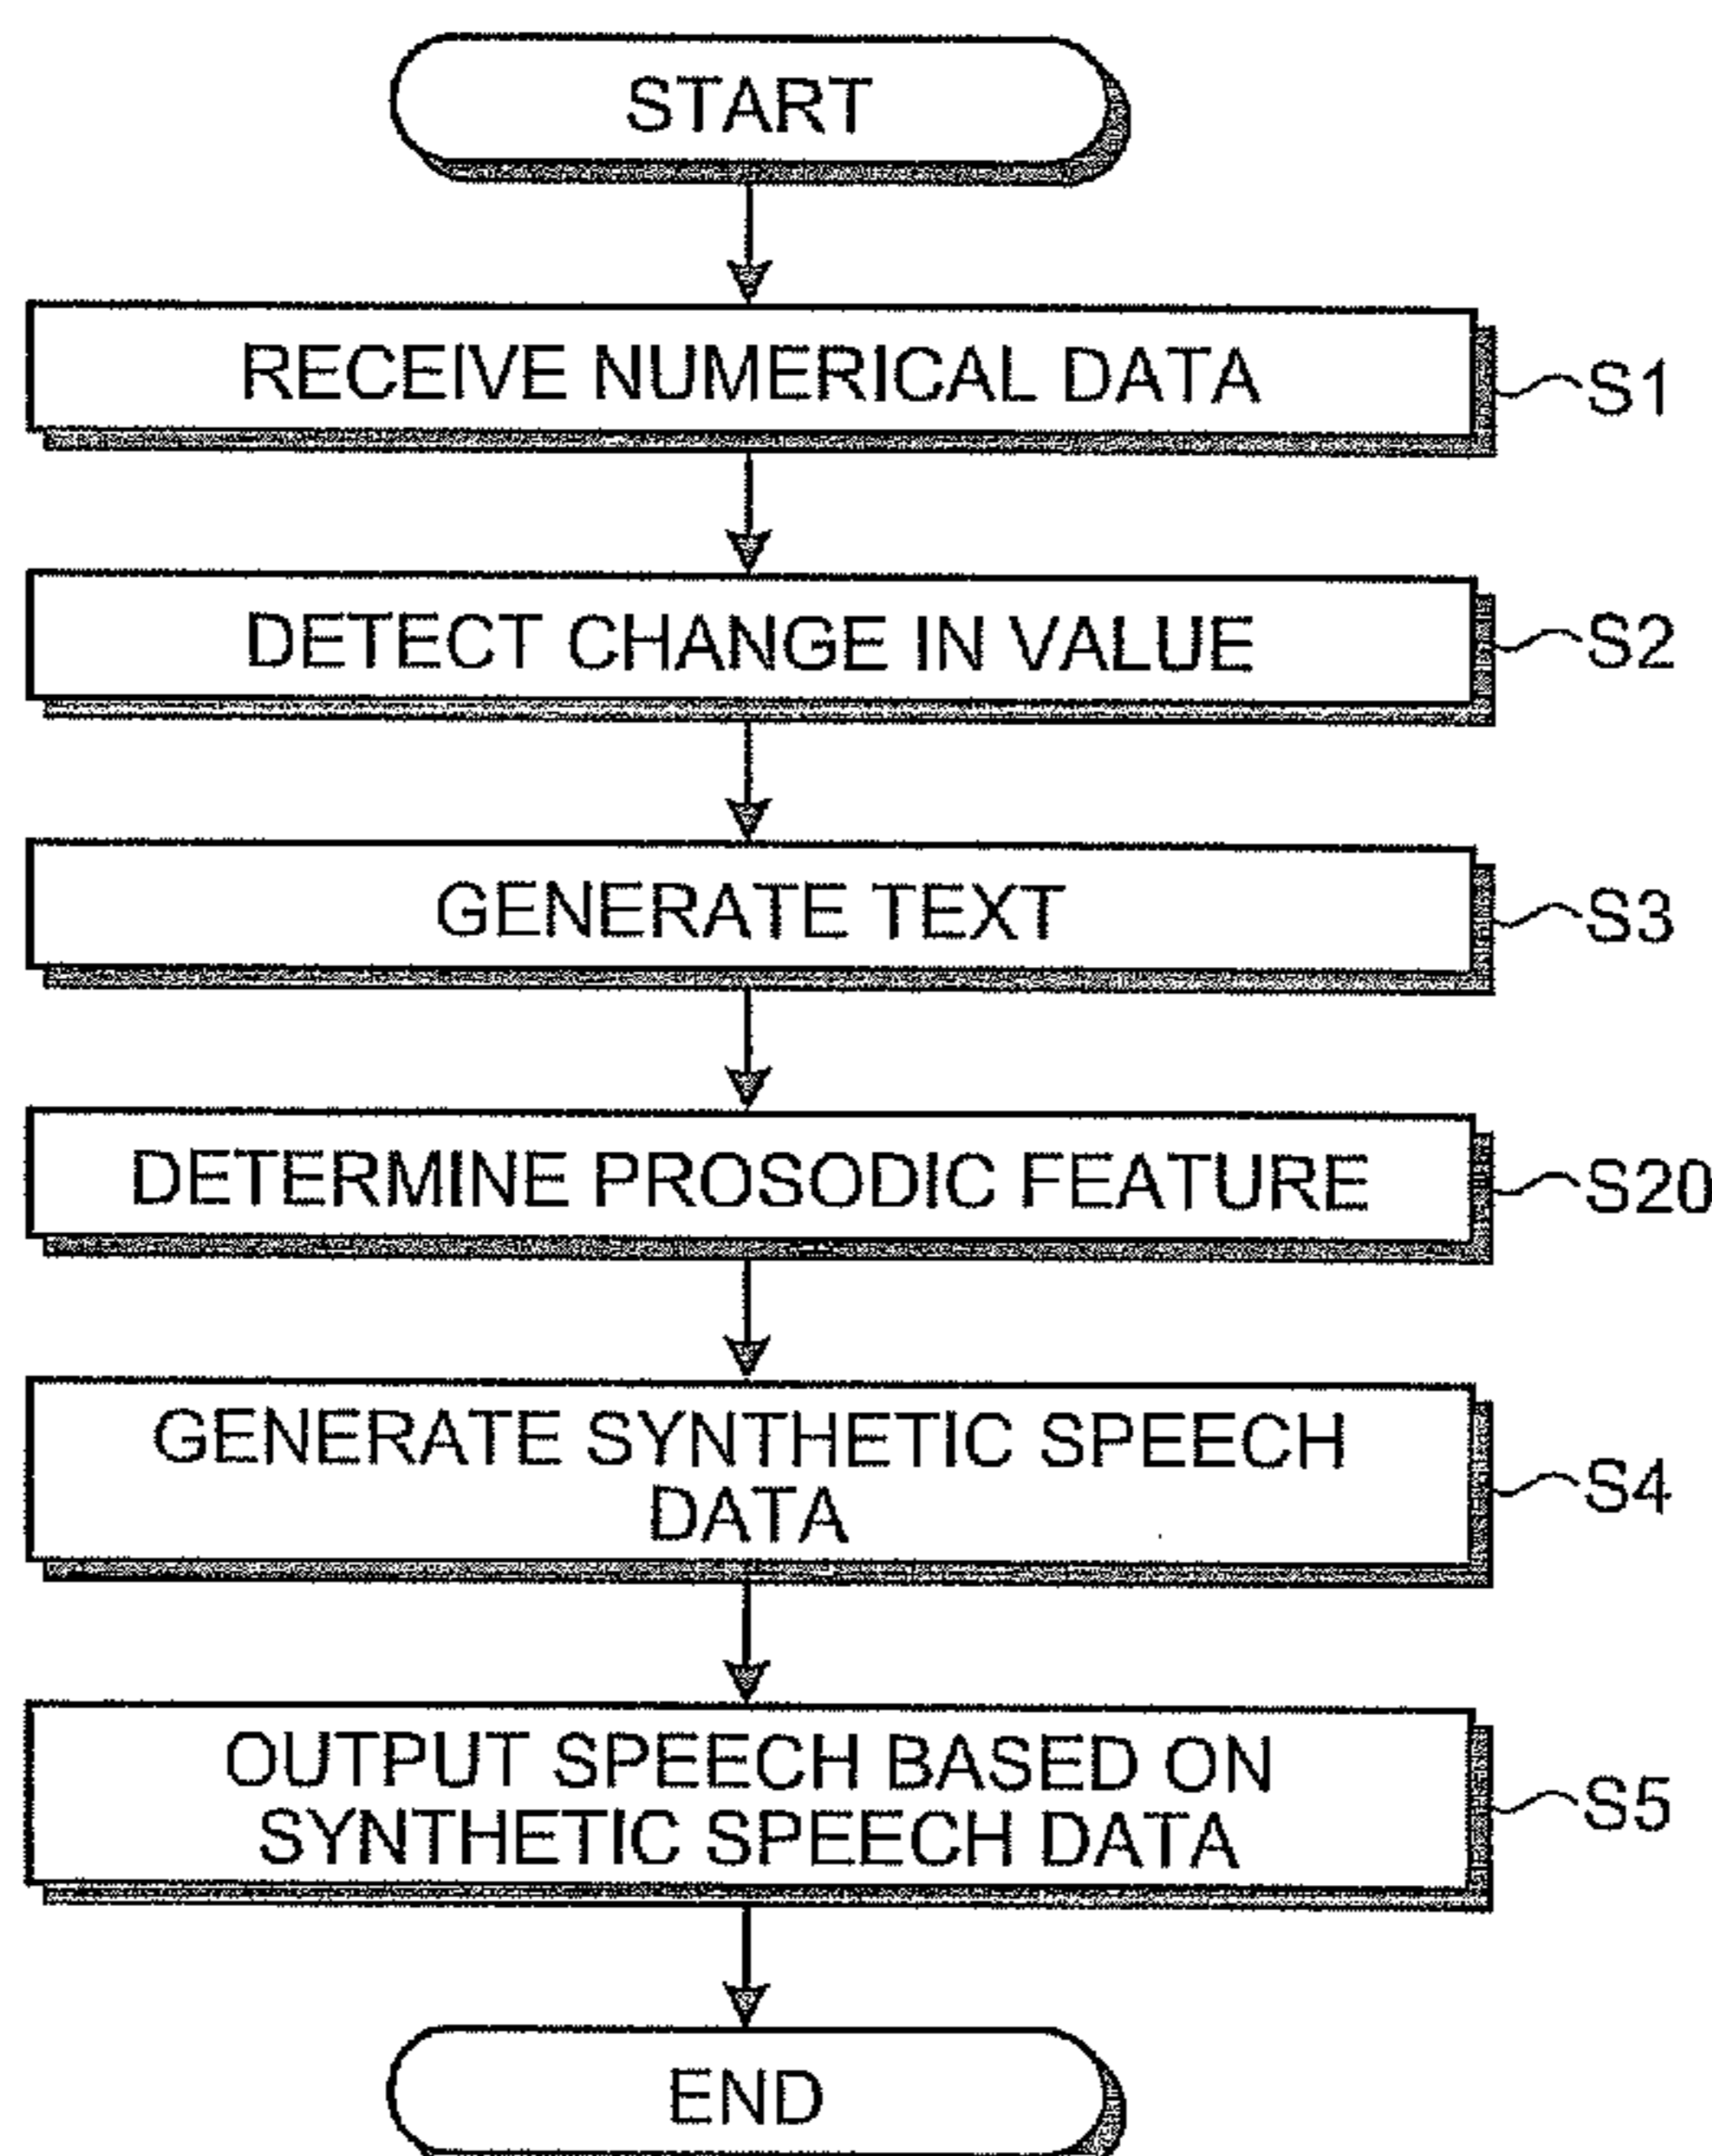 START
RECEIVE NUMERICAL DATA
S1
DETECT CHANGE IN VALUE
S2
GENERATE TEXT
S3
DETERMINE PROSODIC FEATURE
S20
GENERATE SYNTHETIC SPEECH
DATA
S4
OUTPUT SPEECH BASED ON
SYNTHETIC SPEECH DATA
S5
END